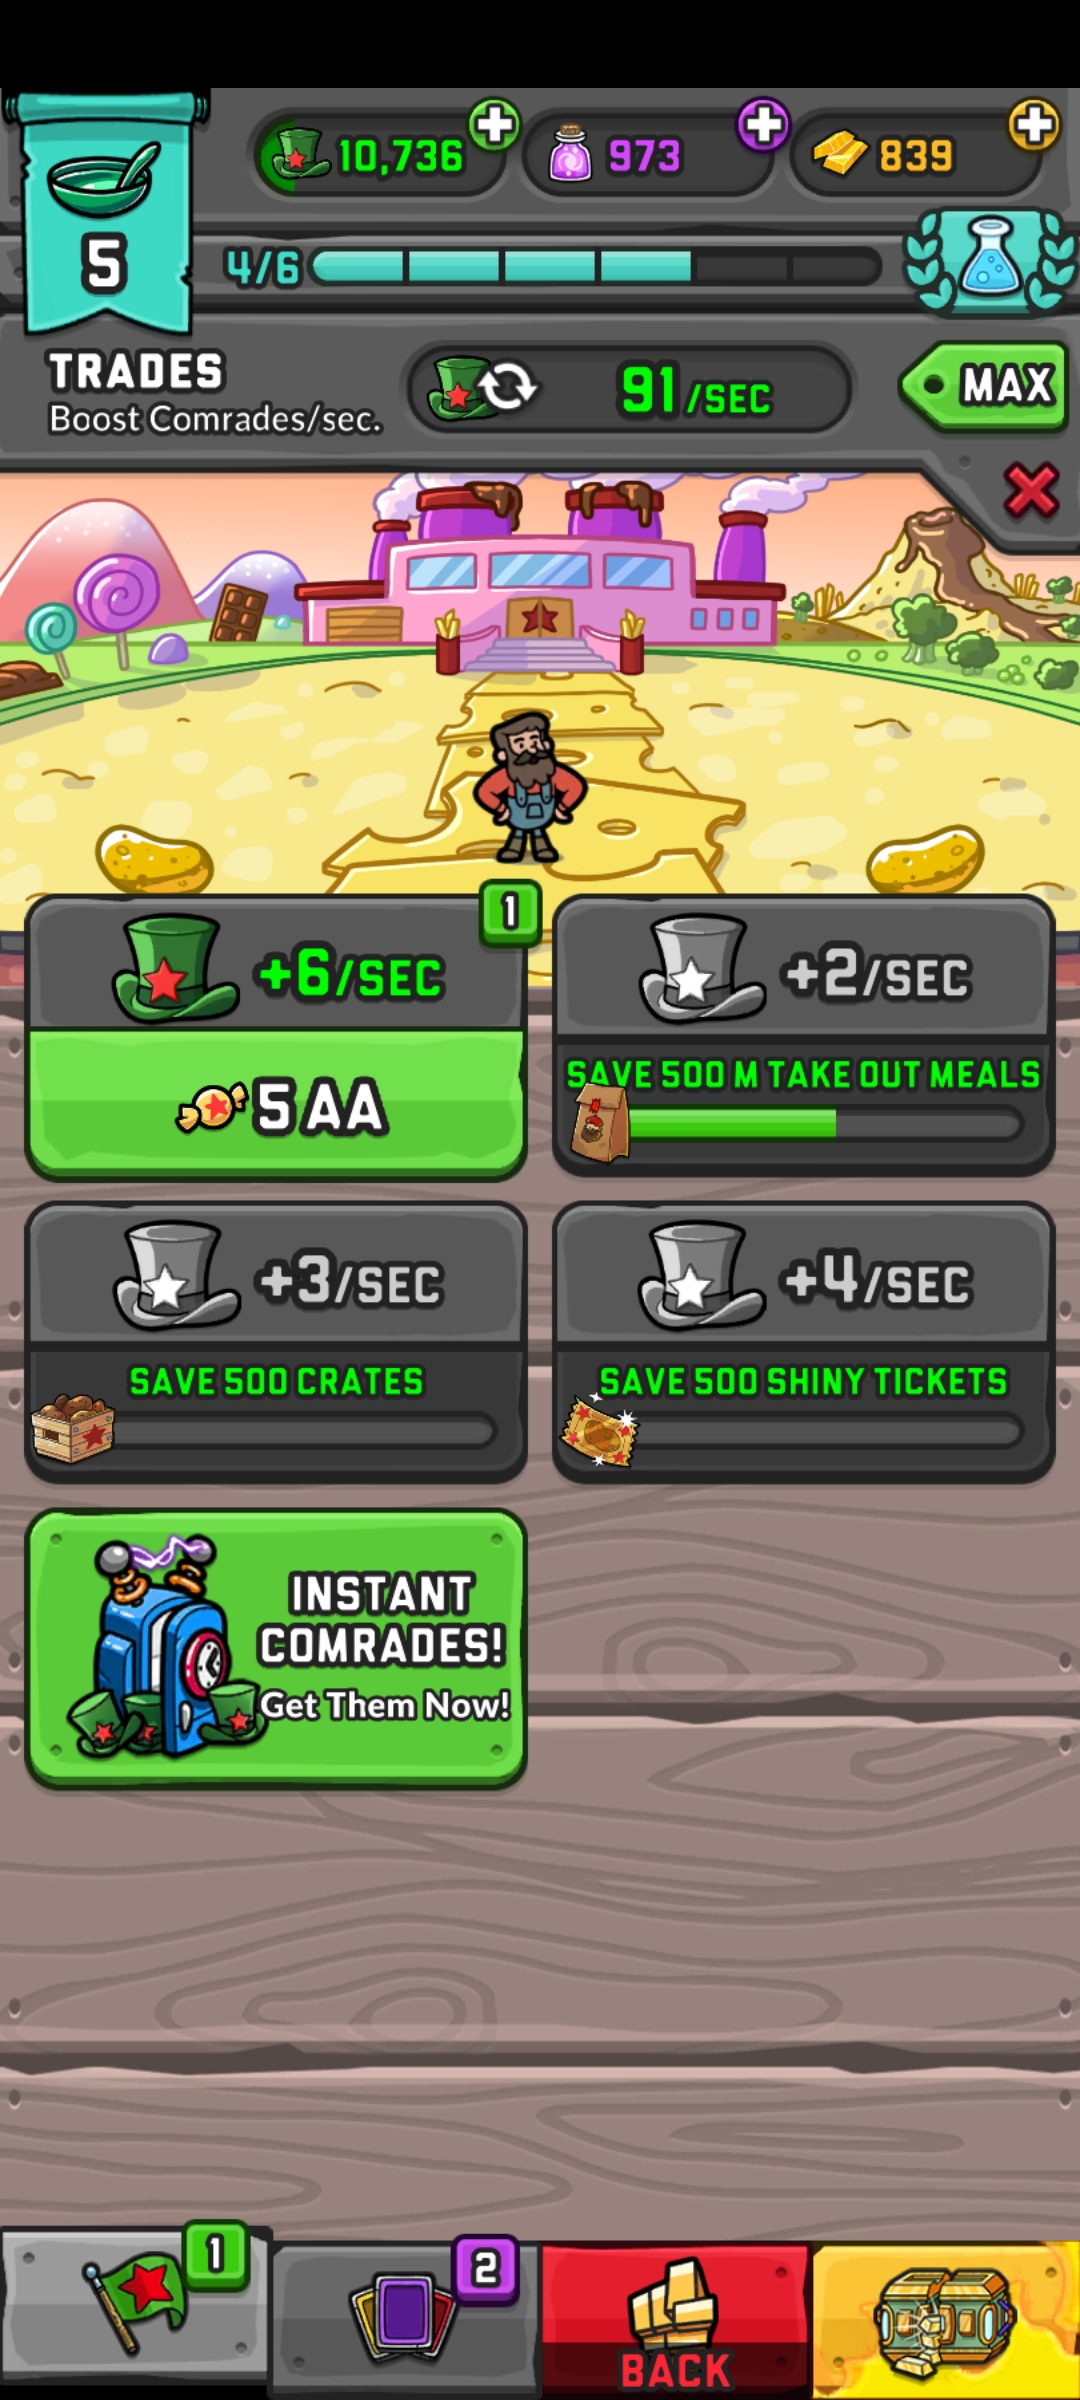 10,736
973
839
5
4/6
TRADES
Boost Comrades/sec.
91/SEC
MAX
1
+6/SEC
5 AA
+2/SEC
SAVE 500 M TAKE OUT MEALS
+3/SEC
SAVE 500 CRATES
+4/SEC
SAVE 500 SHINY TICKETS
INSTANT
COMRADES!
Get Them Now!
1
2
BACK